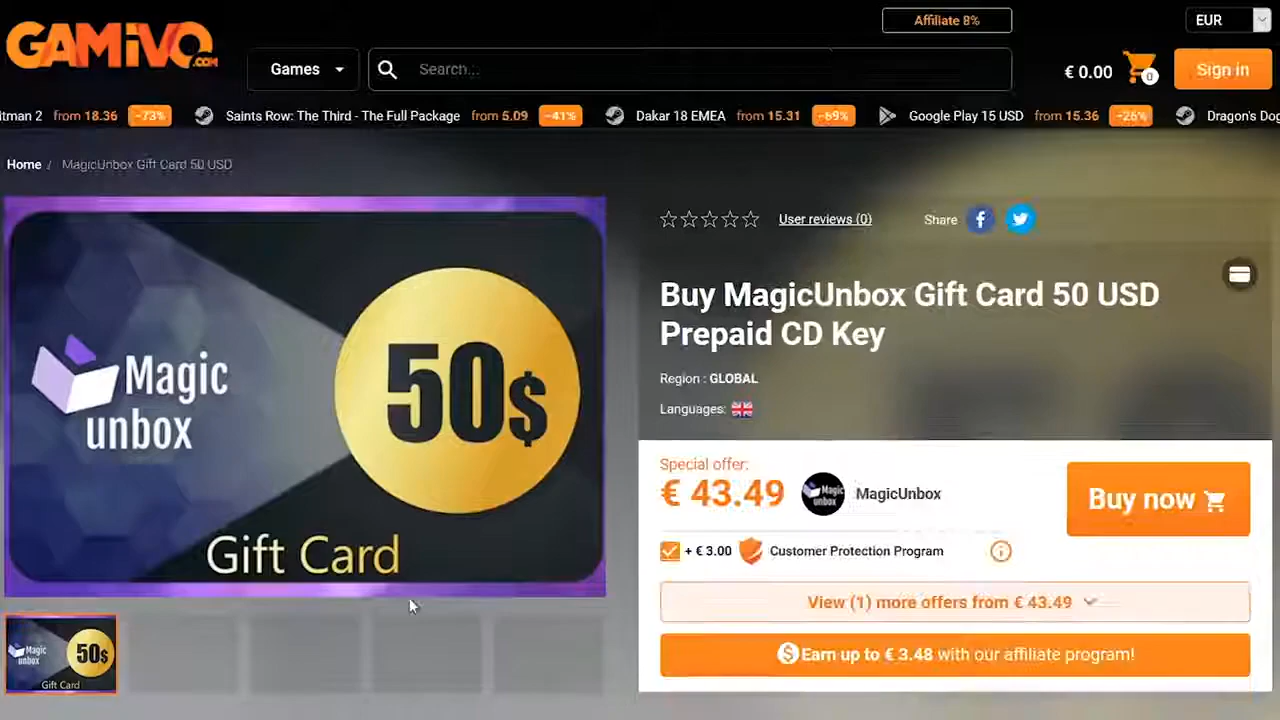 GAMIVO.COM
Affiliate 8%
EUR
Games
Search...
€ 0.00
0
Sign in
itman 2 from 18.36 -73%
Saints Row: The Third - The Full Package from 5.09 -41%
Dakar 18 EMEA from 15.31 -69%
Google Play 15 USD from 15.36 -26%
Dragon's Dog
Home / MagicUnbox Gift Card 50 USD
Magic
unbox
50$
Gift Card
User reviews (0)
Share
Buy MagicUnbox Gift Card 50 USD
Prepaid CD Key
Region : GLOBAL
Languages:
Special offer:
€ 43.49
Magic
unbox
MagicUnbox
Buy now
+ € 3.00
Customer Protection Program
View (1) more offers from € 43.49
Earn up to € 3.48 with our affiliate program!
Magic
unbox
50$
Gift Card